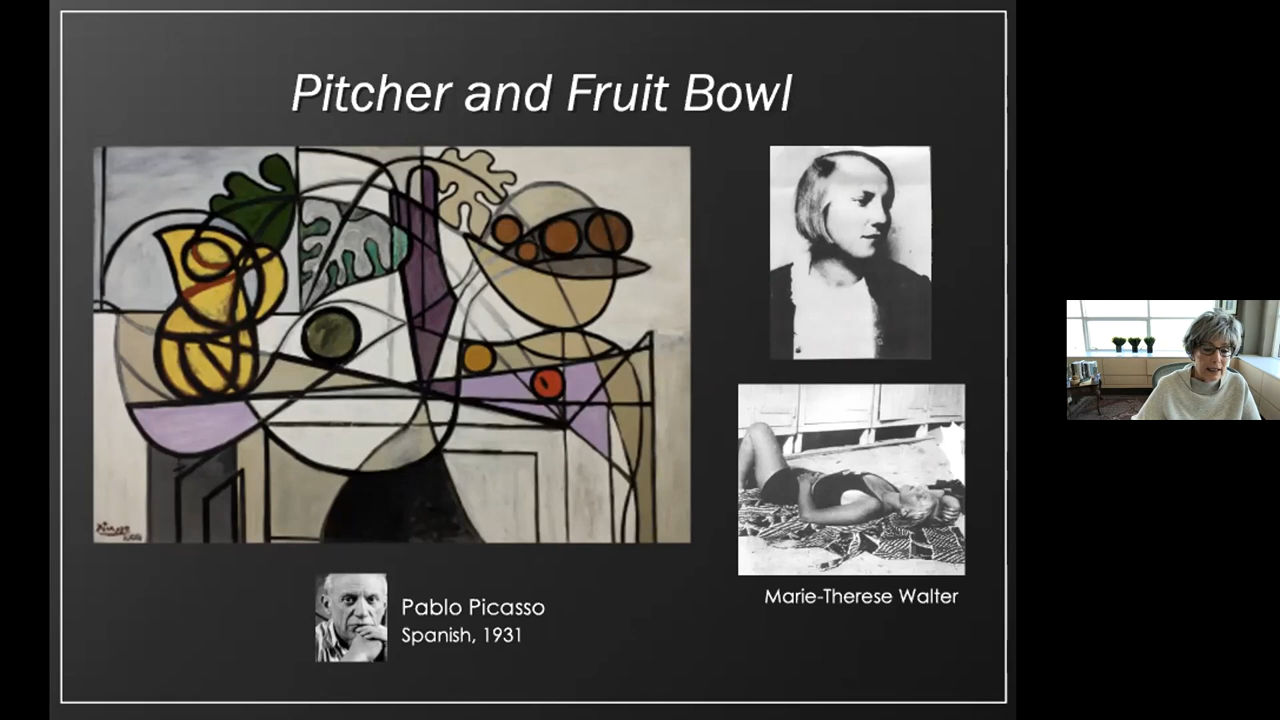 Pitcher and Fruit Bowl
Pablo Picasso
Spanish, 1931
Marie-Therese Walter